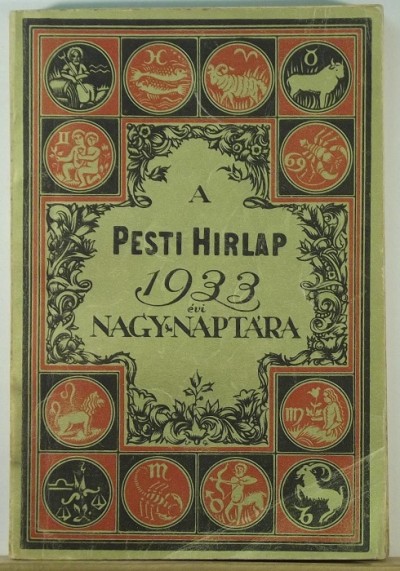 A
PESTI HIRLAP
1933
évi
NAGY-NAPTÁRA